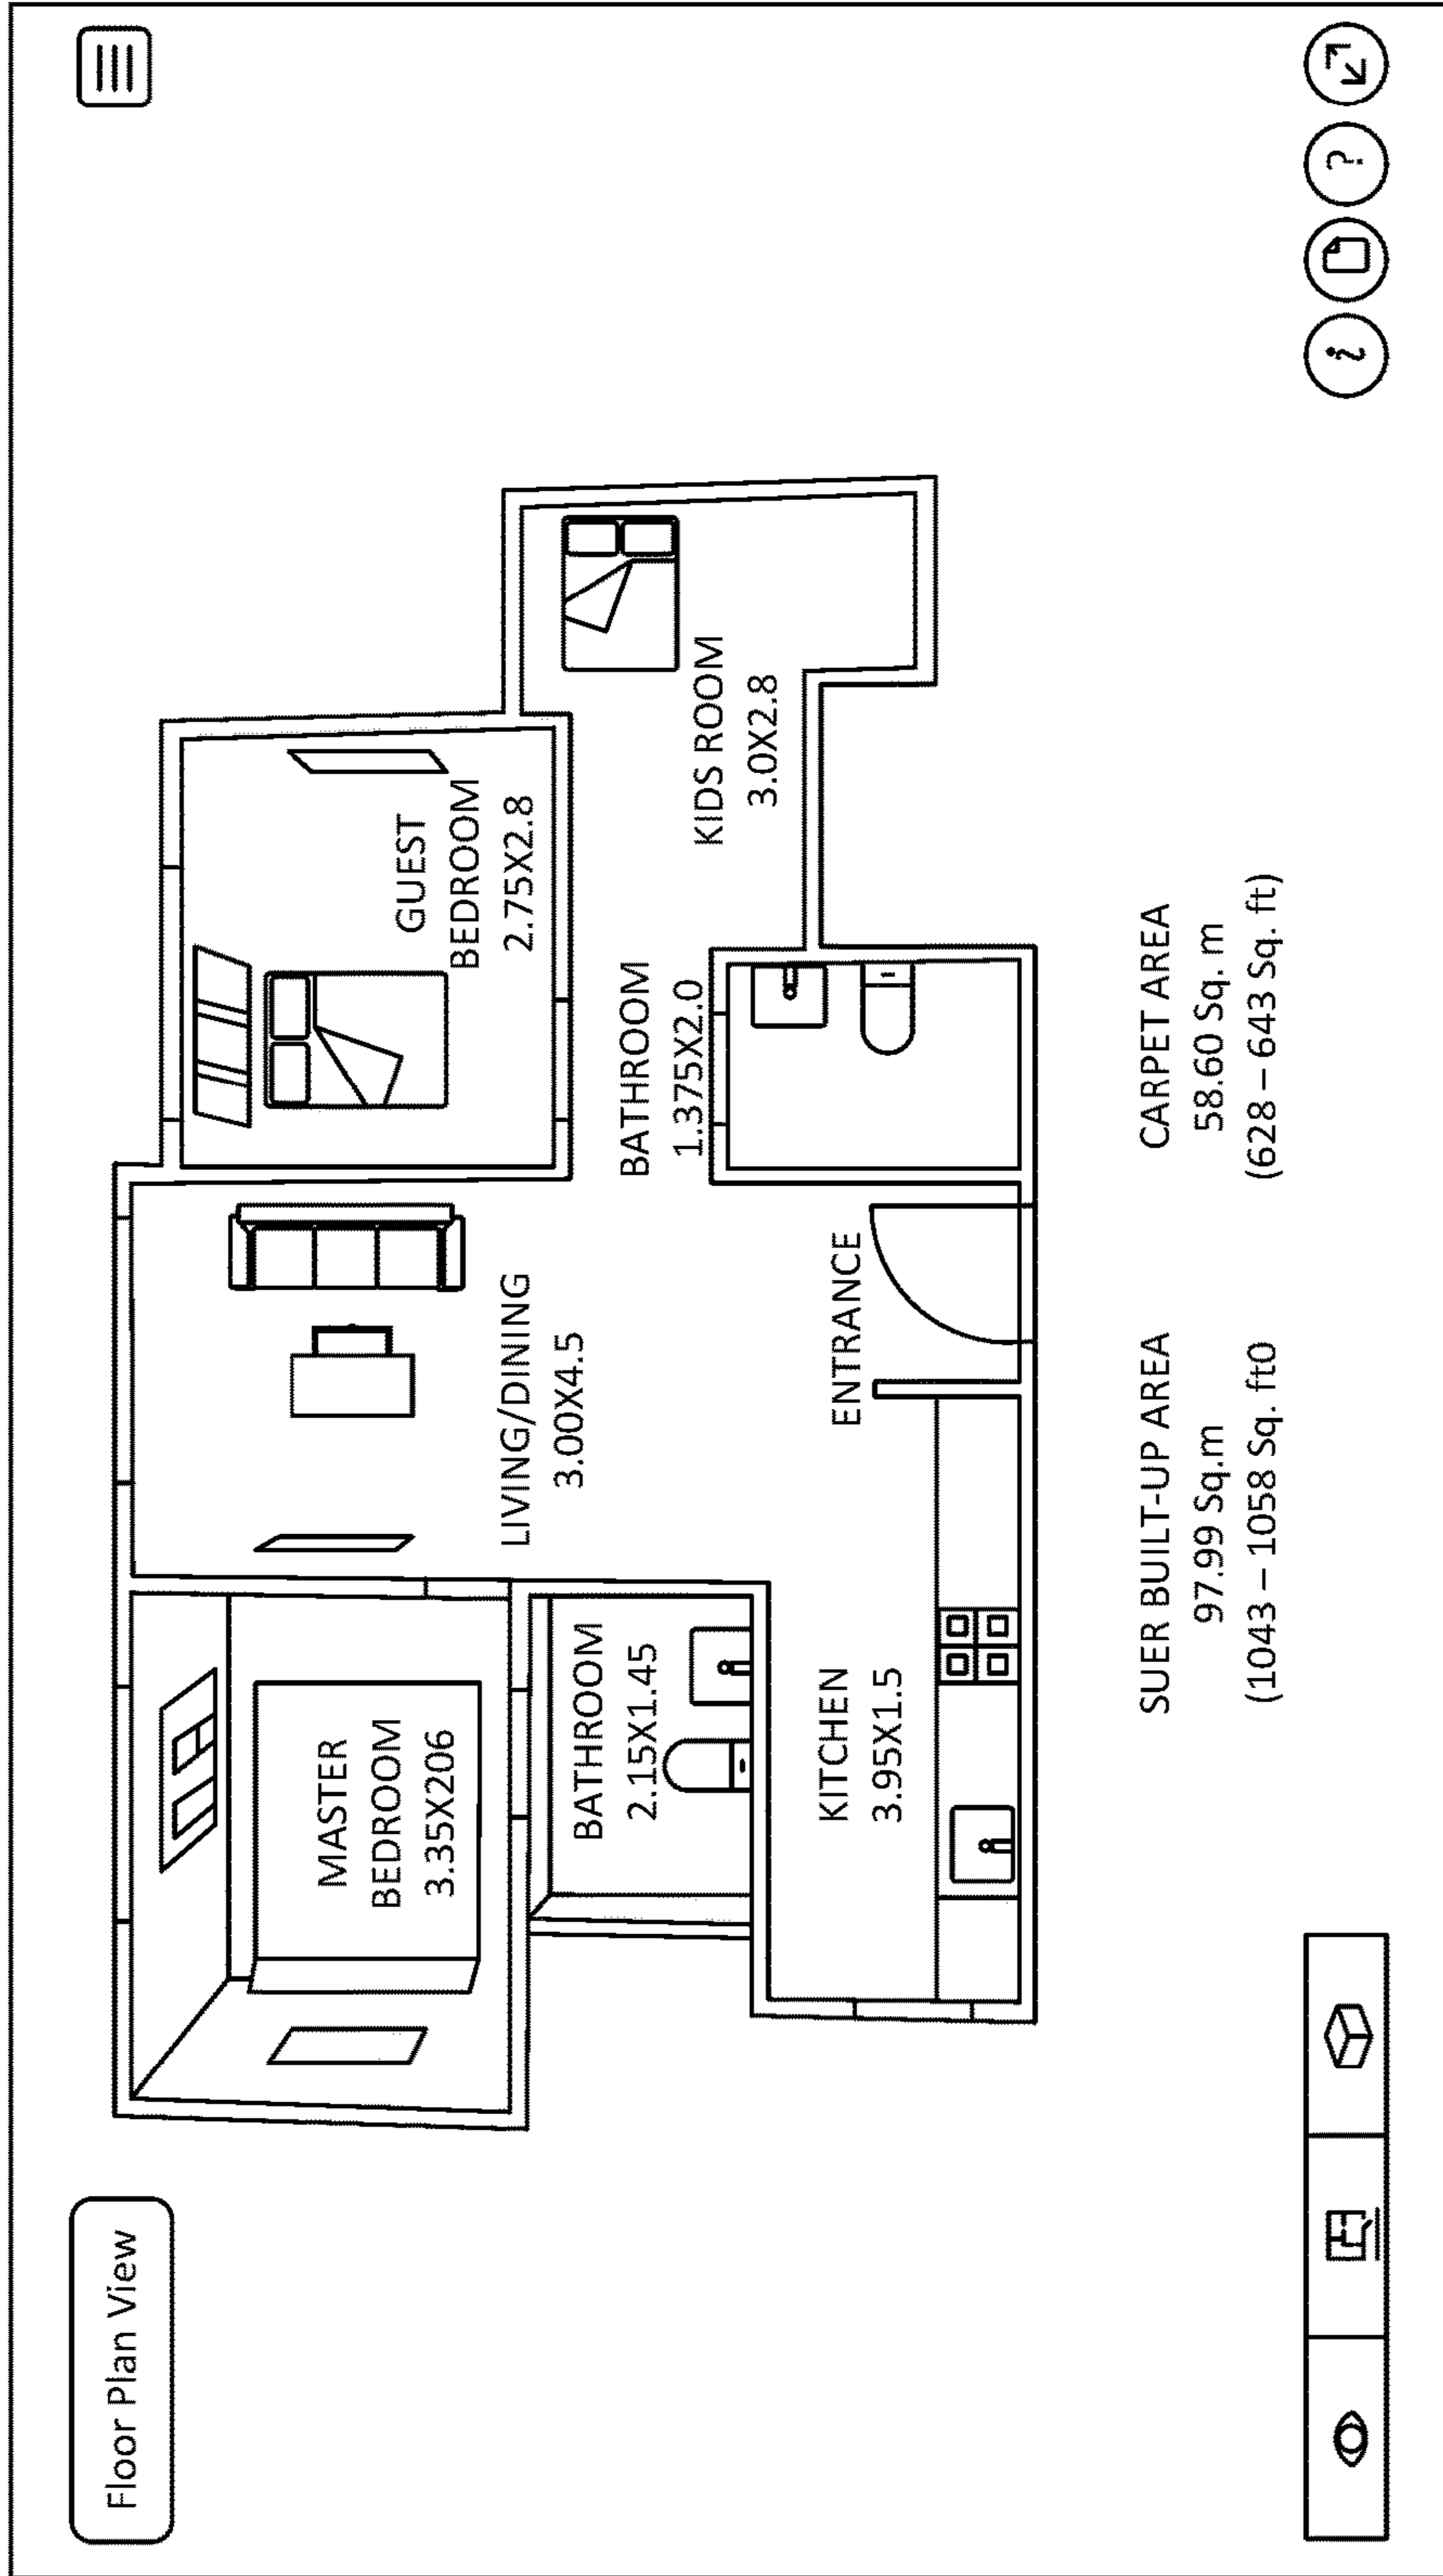 Floor Plan View
MASTER
BEDROOM
3.35X206
LIVING/DINING
3.00X4.5
GUEST
BEDROOM
2.75X2.8
BATHROOM
2.15X1.45
BATHROOM
1.375X2.0
KIDS ROOM
3.0X2.8
KITCHEN
3.95X1.5
ENTRANCE
SUER BUILT-UP AREA
97.99 Sq.m
(1043 – 1058 Sq. ft0
CARPET AREA
58.60 Sq. m
(628 – 643 Sq. ft)
i
?